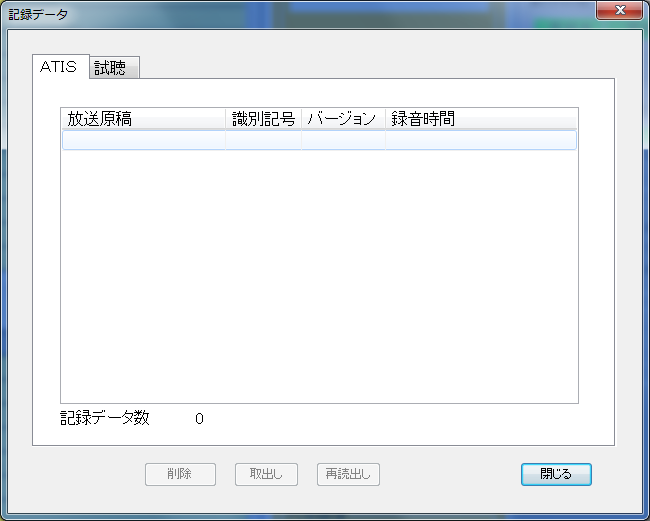 記録データ
ATIS 試聴
放送原稿 識別記号 バージョン 録音時間
記録データ数 0
削除 取出し 再読出し 閉じる